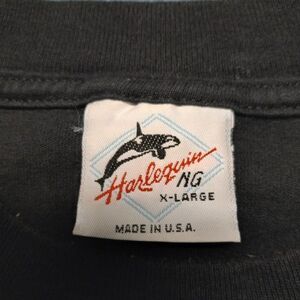 Harlequin
NG
X-LARGE
MADE IN U.S.A.